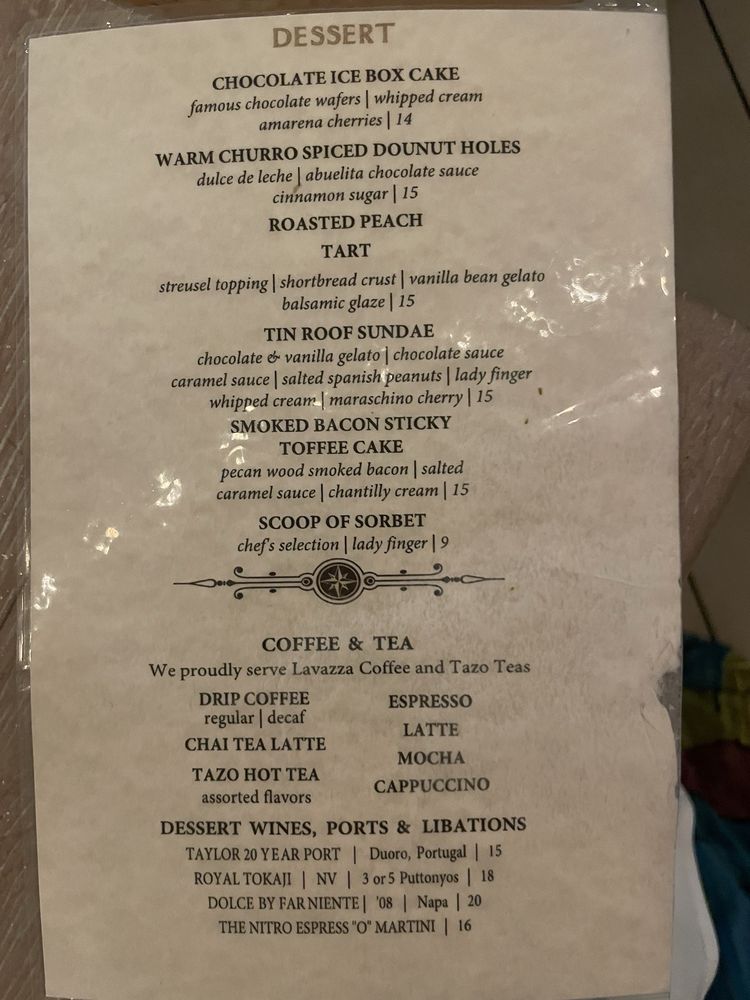 DESSERT
CHOCOLATE ICE BOX CAKE
famous chocolate wafers | whipped cream
amarena cherries | 14
WARM CHURRO SPICED DOUNUT HOLES
dulce de leche | abuelita chocolate sauce
cinnamon sugar | 15
ROASTED PEACH
TART
streusel topping | shortbread crust | vanilla bean gelato
balsamic glaze | 15
TIN ROOF SUNDAE
chocolate & vanilla gelato | chocolate sauce
caramel sauce | salted spanish peanuts | lady finger
whipped cream | maraschino cherry | 15
SMOKED BACON STICKY
TOFFEE CAKE
pecan wood smoked bacon | salted
caramel sauce | chantilly cream | 15
SCOOP OF SORBET
chef's selection | lady finger | 9
COFFEE & TEA
We proudly serve Lavazza Coffee and Tazo Teas
DRIP COFFEE
regular | decaf
CHAI TEA LATTE
TAZO HOT TEA
assorted flavors
ESPRESSO
LATTE
MOCHA
CAPPUCCINO
DESSERT WINES, PORTS & LIBATIONS
TAYLOR 20 YEAR PORT | Duoro, Portugal | 15
ROYAL TOKAJI | NV | 3 or 5 Puttonyos | 18
DOLCE BY FAR NIENTE | '08 | Napa | 20
THE NITRO ESPRESS "O" MARTINI | 16